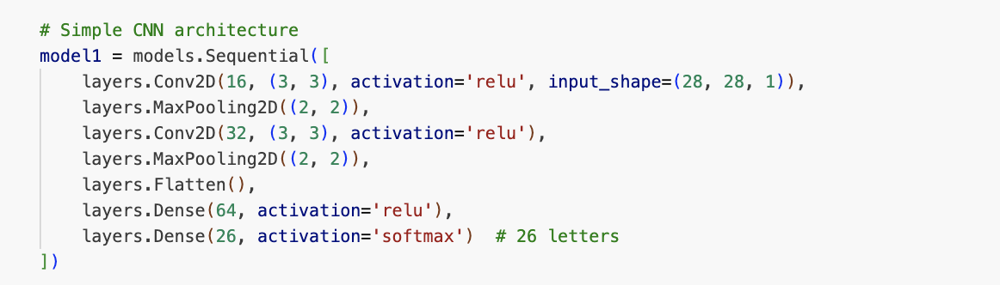 # Simple CNN architecture
model1 = models.Sequential([
    layers.Conv2D(16, (3, 3), activation='relu', input_shape=(28, 28, 1)),
    layers.MaxPooling2D((2, 2)),
    layers.Conv2D(32, (3, 3), activation='relu'),
    layers.MaxPooling2D((2, 2)),
    layers.Flatten(),
    layers.Dense(64, activation='relu'),
    layers.Dense(26, activation='softmax')  # 26 letters
])